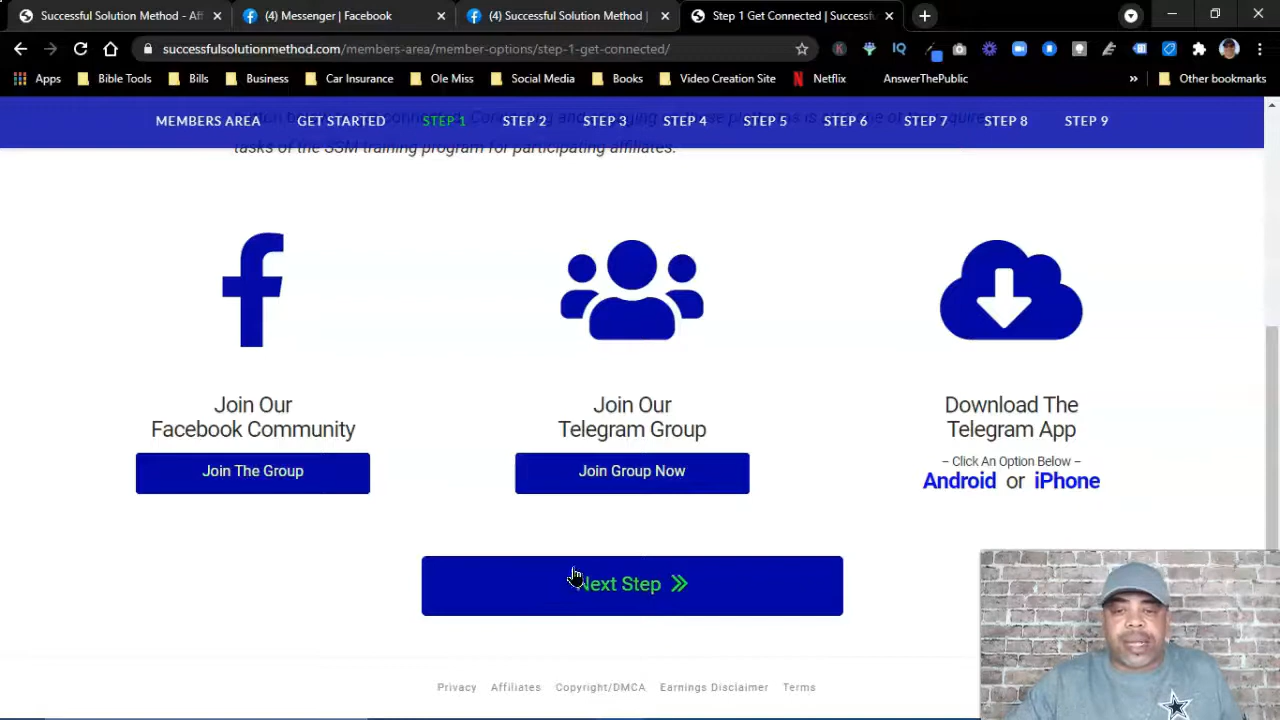 Successful Solution Method - Aff
(4) Messenger | Facebook
(4) Successful Solution Method |
Step 1 Get Connected | Successfu
successfulsolutionmethod.com/members-area/member-options/step-1-get-connected/
Apps
Bible Tools
Bills
Business
Car Insurance
Ole Miss
Social Media
Books
Video Creation Site
Netflix
AnswerThePublic
Other bookmarks
MEMBERS AREA
GET STARTED
STEP 1
STEP 2
STEP 3
STEP 4
STEP 5
STEP 6
STEP 7
STEP 8
STEP 9
tasks of the SSM training program for participating affiliates.
Join Our
Facebook Community
Join The Group
Join Our
Telegram Group
Join Group Now
Download The
Telegram App
– Click An Option Below –
Android or iPhone
Next Step
Privacy
Affiliates
Copyright/DMCA
Earnings Disclaimer
Terms